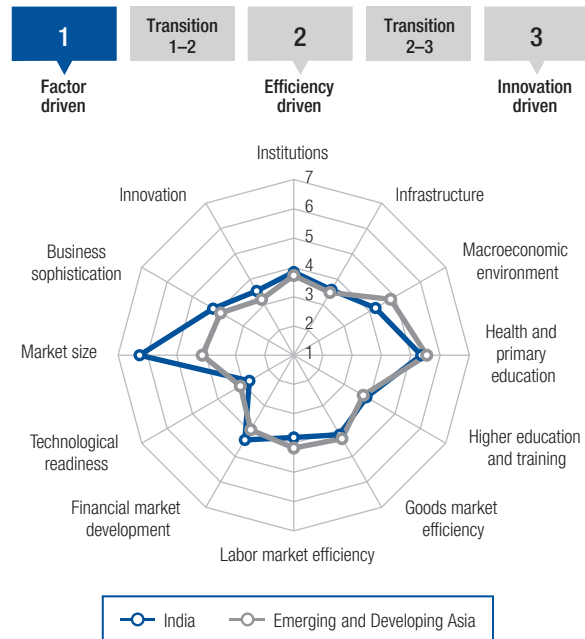 1
Transition
1–2
2
Transition
2–3
3
Factor
driven
Efficiency
driven
Innovation
driven
Institutions
Infrastructure
Macroeconomic
environment
Health and
primary
education
Higher education
and training
Goods market
efficiency
Labor market efficiency
Financial market
development
Technological
readiness
Market size
Business
sophistication
Innovation
7
6
5
4
3
2
1
India
Emerging and Developing Asia